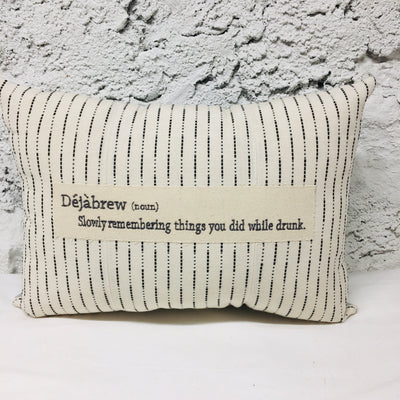 Déjàbrew (noun)
Slowly remembering things you did while drunk.